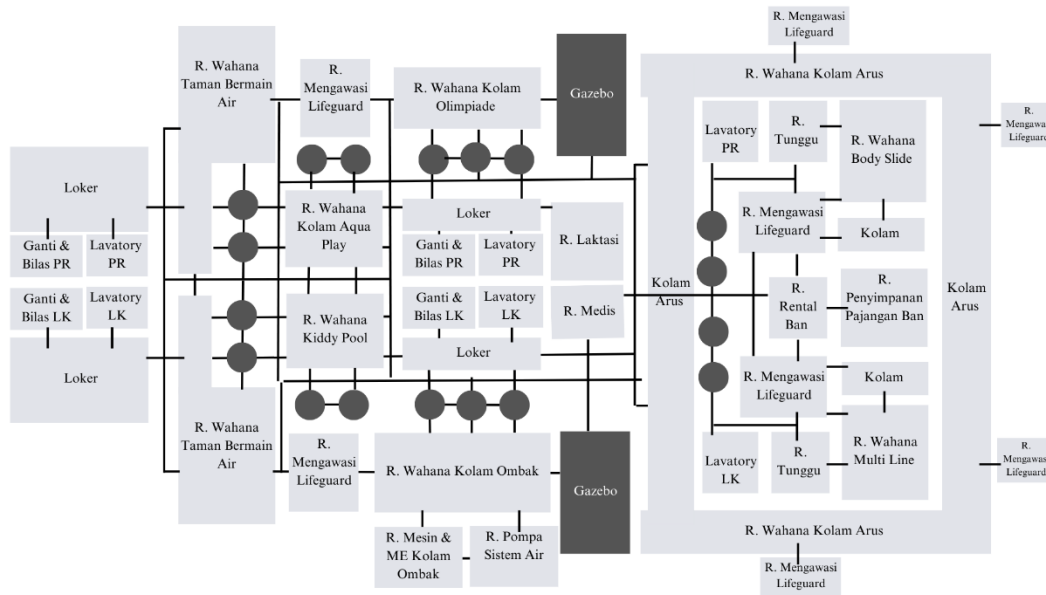 R. Mengawasi
Lifeguard
R. Wahana
Taman Bermain
Air
R.
Mengawasi
Lifeguard
R. Wahana Kolam
Olimpiade
Gazebo
R. Wahana Kolam Arus
R.
Mengawasi
Lifeguard
Lavatory
PR
R.
Tunggu
R. Wahana
Body Slide
Loker
Ganti &
Bilas PR
Lavatory
PR
R. Wahana
Kolam Aqua
Play
Loker
Ganti &
Bilas PR
Lavatory
PR
R. Laktasi
R. Mengawasi
Lifeguard
Kolam
Ganti &
Bilas LK
Lavatory
LK
R. Wahana
Kiddy Pool
Ganti &
Bilas LK
Lavatory
LK
R. Medis
Kolam
Arus
R.
Rental
Ban
R.
Penyimpanan
Pajangan Ban
Kolam
Arus
Loker
Loker
R. Mengawasi
Lifeguard
Kolam
R. Wahana
Taman Bermain
Air
R.
Mengawasi
Lifeguard
R. Wahana Kolam Ombak
Gazebo
Lavatory
LK
R.
Tunggu
R. Wahana
Multi Line
R.
Mengawasi
Lifeguard
R. Mesin &
ME Kolam
Ombak
R. Pompa
Sistem Air
R. Wahana Kolam Arus
R. Mengawasi
Lifeguard